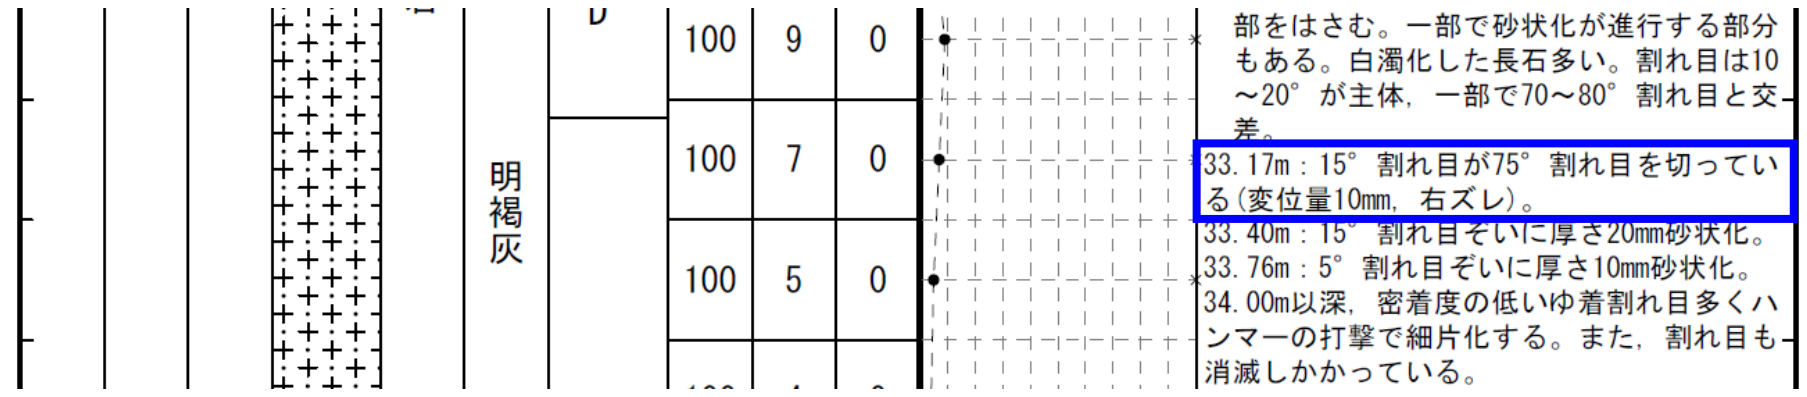 D
100 9 0
100 7 0
100 5 0
明褐灰
部をはさむ。一部で砂状化が進行する部分
もある。白濁化した長石多い。割れ目は10
～20°が主体，一部で70～80°割れ目と交
差。
33.17m：15°割れ目が75°割れ目を切ってい
る(変位量10mm，右ズレ)。
33.40m：15°割れ目ぞいに厚さ20mm砂状化。
33.76m：5°割れ目ぞいに厚さ10mm砂状化。
34.00m以深，密着度の低いゆ着割れ目多くハ
ンマーの打撃で細片化する。また，割れ目も
消滅しかかっている。